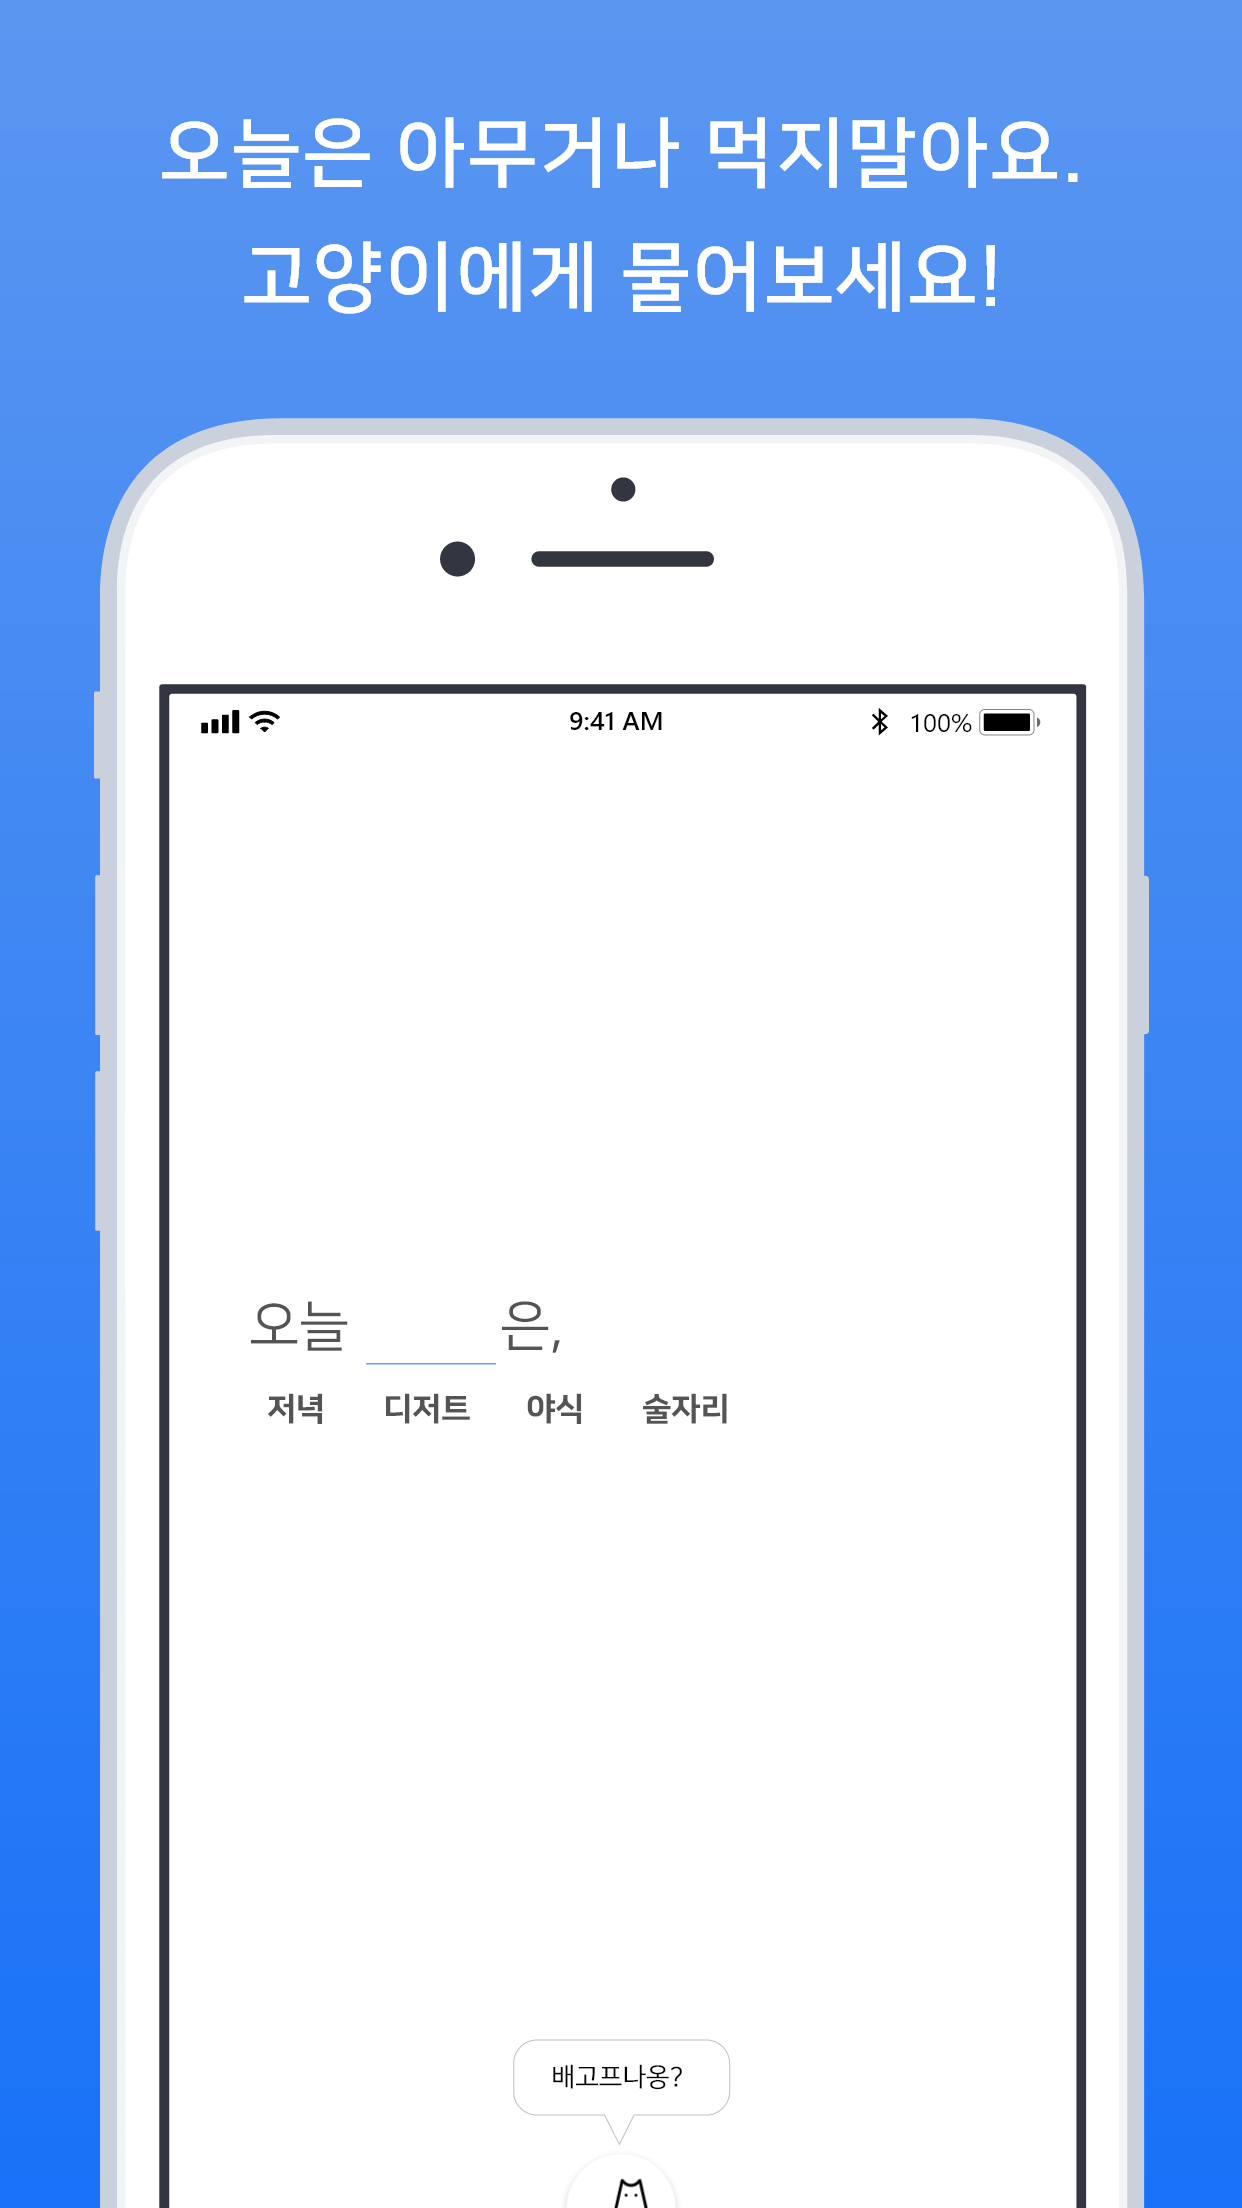 오늘은 아무거나 먹지말아요.
고양이에게 물어보세요!
9:41 AM 100%
오늘 은,
저녁 디저트 야식 술자리
배고프나옹?